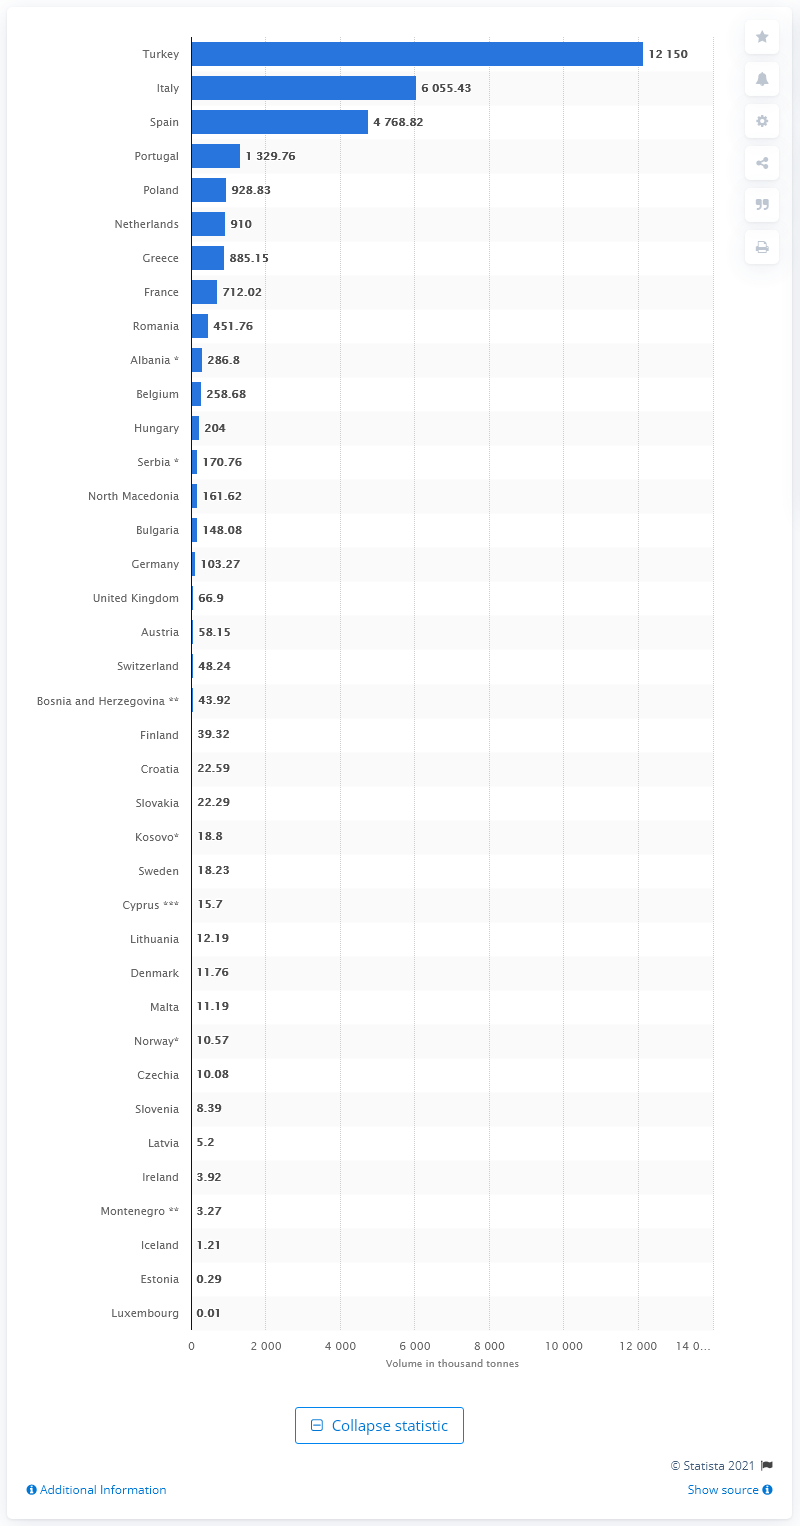 Turkey 12 150
Italy 6 055.43
Spain 4 768.82
Portugal 1 329.76
Poland 928.83
Netherlands 910
Greece 885.15
France 712.02
Romania 451.76
Albania * 286.8
Belgium 258.68
Hungary 204
Serbia * 170.76
North Macedonia 161.62
Bulgaria 148.08
Germany 103.27
United Kingdom 66.9
Austria 58.15
Switzerland 48.24
Bosnia and Herzegovina ** 43.92
Finland 39.32
Croatia 22.59
Slovakia 22.29
Kosovo* 18.8
Sweden 18.23
Cyprus *** 15.7
Lithuania 12.19
Denmark 11.76
Malta 11.19
Norway* 10.57
Czechia 10.08
Slovenia 8.39
Latvia 5.2
Ireland 3.92
Montenegro ** 3.27
Iceland 1.21
Estonia 0.29
Luxembourg 0.01
0 2 000 4 000 6 000 8 000 10 000 12 000 14 0...
Volume in thousand tonnes
Collapse statistic
© Statista 2021
Additional Information Show source